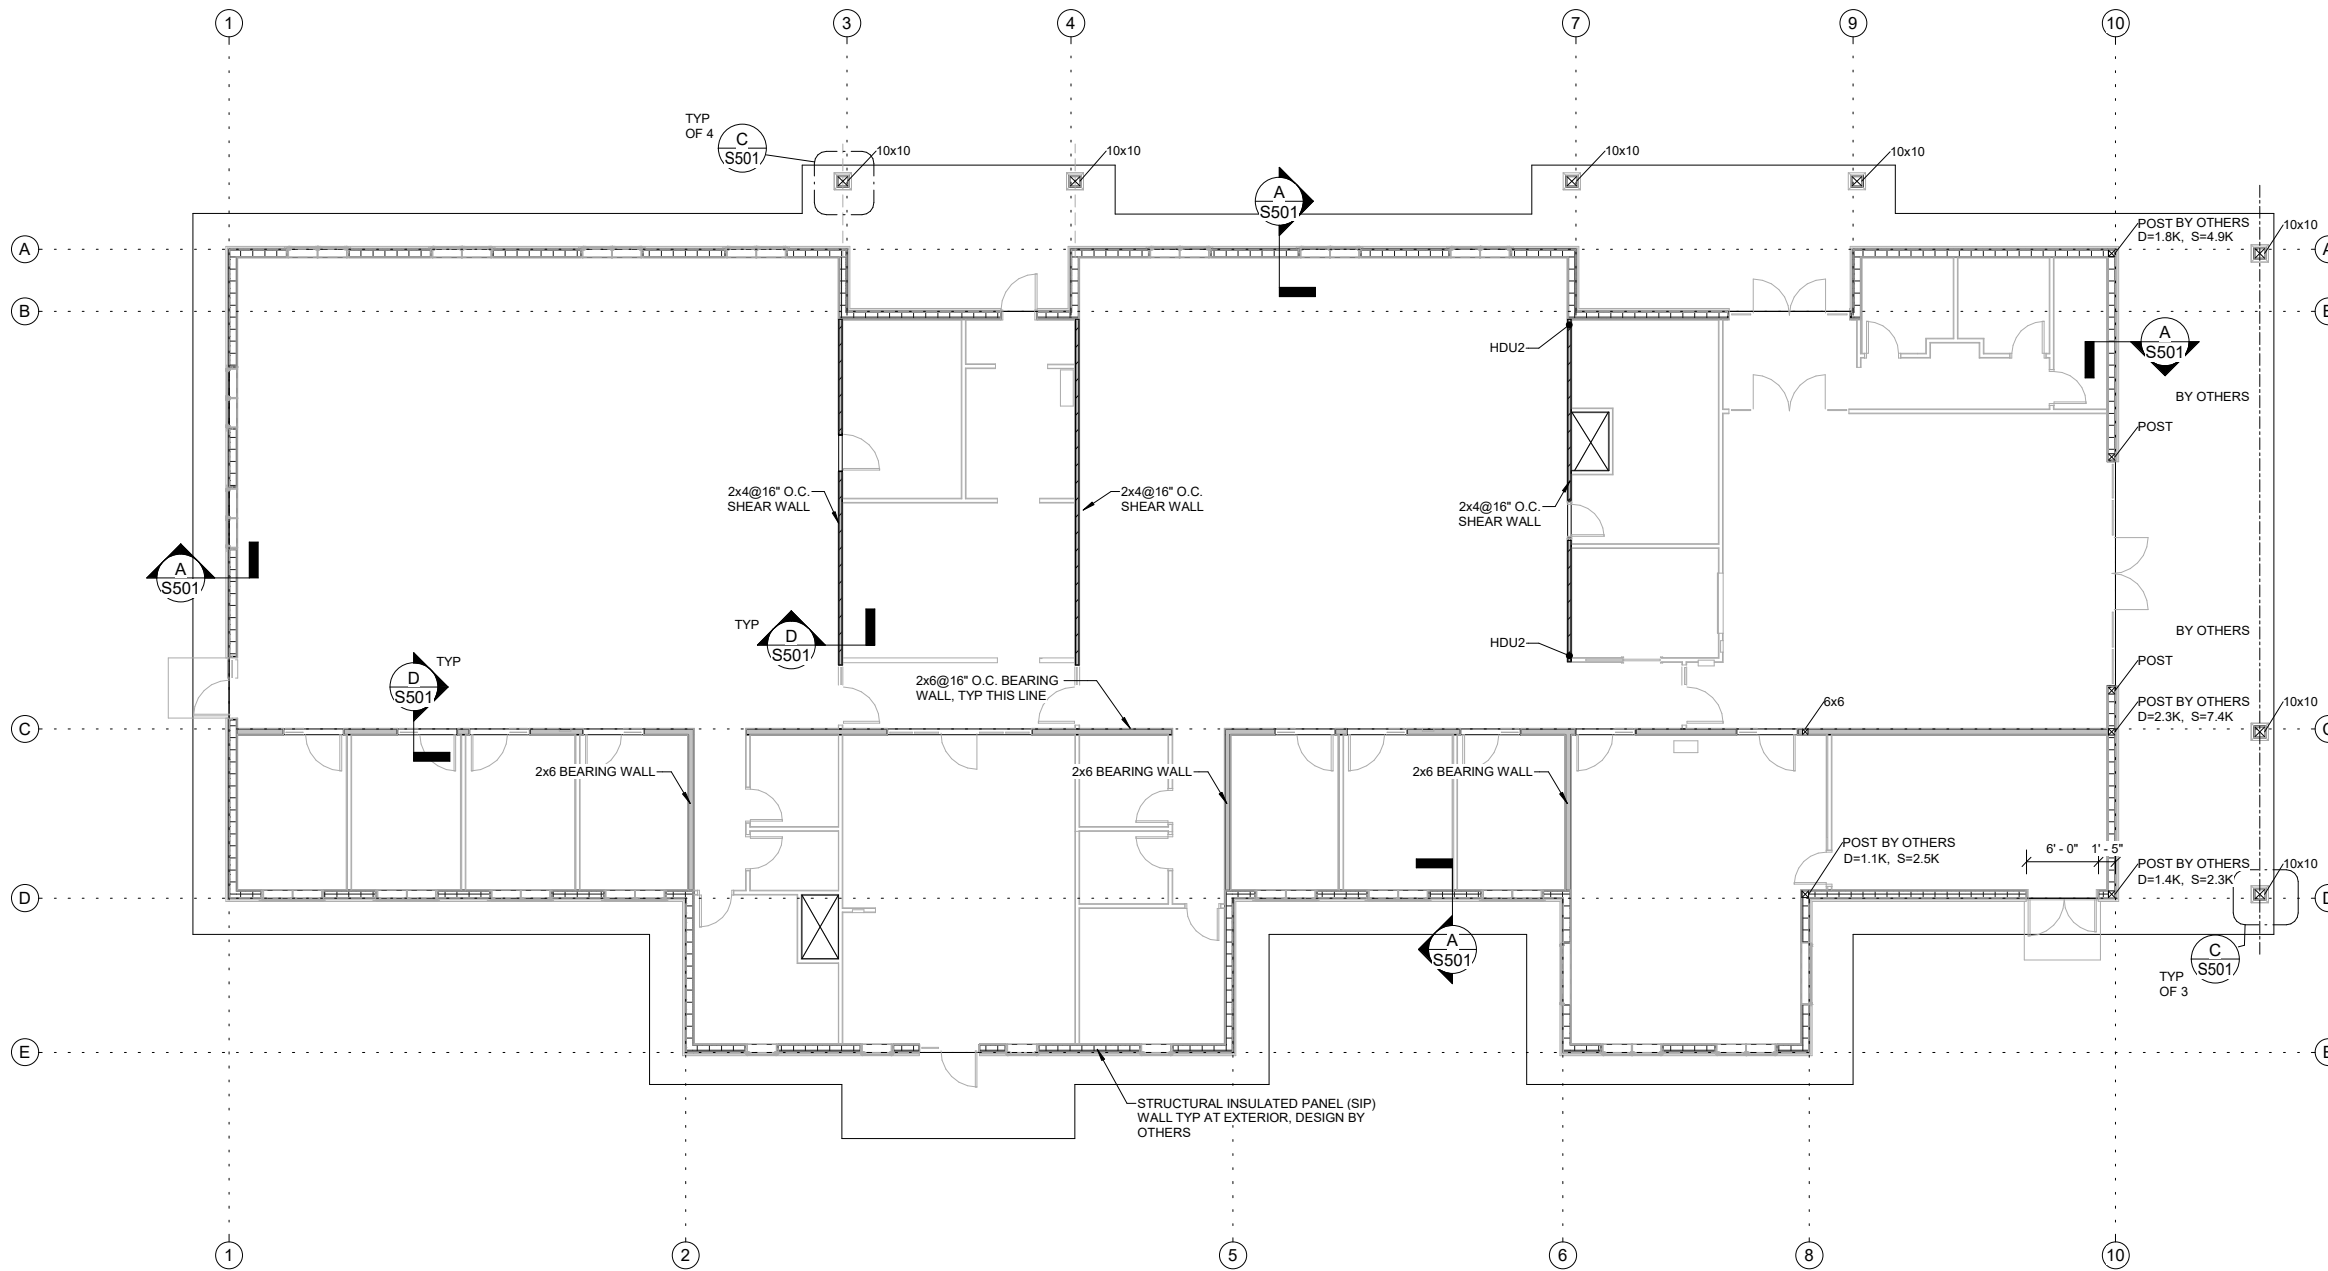 1
3
4
7
9
10
TYP
OF 4
C
S501
10x10
10x10
10x10
10x10
A
S501
A
POST BY OTHERS
D=1.8K, S=4.9K
10x10
B
HDU2
A
S501
BY OTHERS
POST
2x4@16" O.C.
SHEAR WALL
2x4@16" O.C.
SHEAR WALL
2x4@16" O.C.
SHEAR WALL
A
S501
TYP
D
S501
HDU2
BY OTHERS
D
S501
TYP
2x6@16" O.C. BEARING
WALL, TYP THIS LINE
POST
6x6
C
POST BY OTHERS
D=2.3K, S=7.4K
10x10
2x6 BEARING WALL
2x6 BEARING WALL
2x6 BEARING WALL
POST BY OTHERS
D=1.1K, S=2.5K
6' - 0"
1' - 5"
D
POST BY OTHERS
D=1.4K, S=2.3K
10x10
A
S501
C
S501
TYP
OF 3
E
STRUCTURAL INSULATED PANEL (SIP)
WALL TYP AT EXTERIOR, DESIGN BY
OTHERS
1
2
5
6
8
10